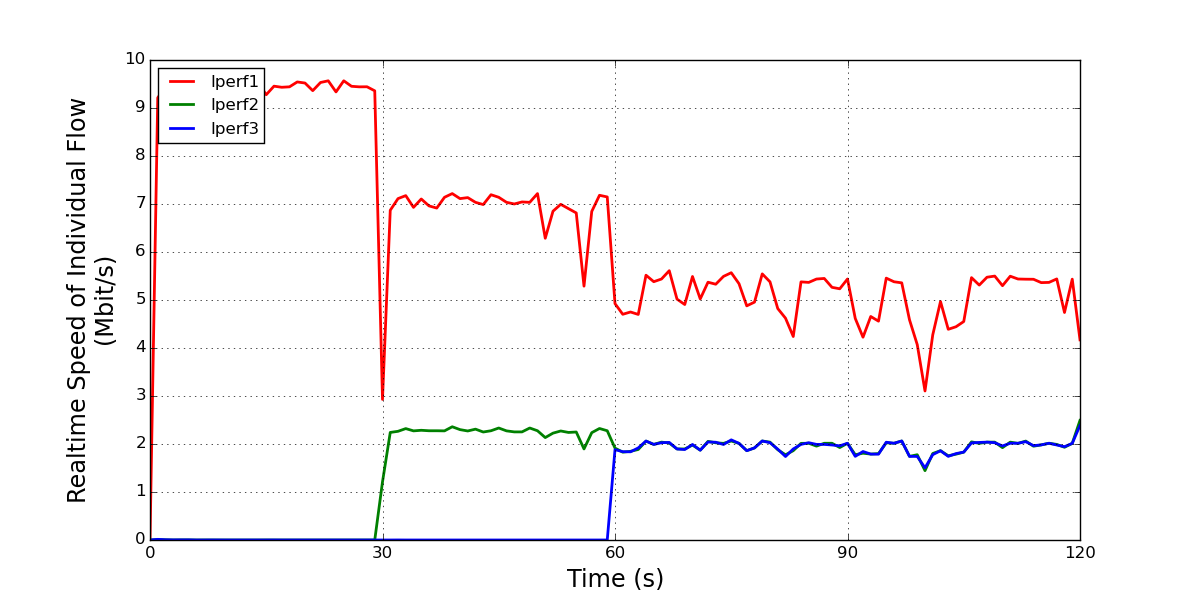 Realtime Speed of Individual Flow
(Mbit/s)
10
9
8
7
6
5
4
3
2
1
0
Iperf1
Iperf2
Iperf3
0 30 60 90 120
Time (s)